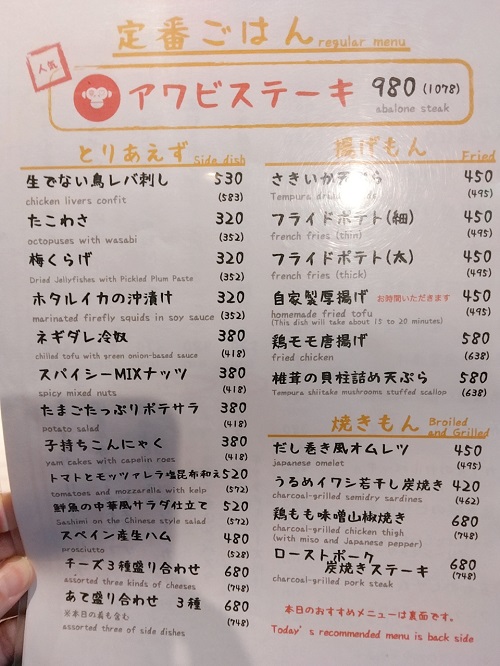 定番ごはん regular menu
人気
アワビステーキ 980 (1078)
abalone steak
とりあえず Side dish
生でない鳥レバ刺し 530
chicken livers confit (583)
たこわさ 320
octopuses with wasabi (352)
梅くらげ 320
Dried Jellyfishes with Pickled Plum Paste (352)
ホタルイカの沖漬け 320
marinated firefly squids in soy sauce (352)
ネギダレ冷奴 380
chilled tofu with green onion-based sauce (418)
スパイシーMIXナッツ 380
spicy mixed nuts (418)
たまごたっぷりポテサラ 380
potato salad (418)
子持ちこんにゃく 380
yam cakes with capelin roes (418)
トマトとモッツァレラ塩昆布和え 520
tomatoes and mozzarella with kelp (572)
鮮魚の中華風サラダ仕立て 520
Sashimi on the Chinese style salad (572)
スペイン産生ハム 480
prosciutto (528)
チーズ3種盛り合わせ 680
assorted three kinds of cheeses (748)
あて盛り合わせ 3種 680
※本日の義も含む (748)
assorted three of side dishes
揚げもん Fried
さきいか天ぷら 450
Tempura dried squids (495)
フライドポテト(細) 450
french fries (thin) (495)
フライドポテト(太) 450
french fries (thick) (495)
自家製厚揚げ お時間いただきます 450
homemade fried tofu (495)
(This dish will take about 15 to 20 minutes)
鶏モモ唐揚げ 580
fried chicken (638)
椎茸の貝柱詰め天ぷら 580
Tempura shiitake mushrooms stuffed scallop (638)
焼きもん Broiled and Grilled
だし巻き風オムレツ 450
japanese omelet (495)
うるめイワシ若干し炭焼き 420
charcoal-grilled semidry sardines (462)
鶏もも味噌山椒焼き 680
charcoal-grilled chicken thigh (748)
(with miso and Japanese pepper)
ローストポーク
炭焼きステーキ 680
charcoal-grilled pork steak (748)
本日のおすすめメニューは裏面です。
Today's recommended menu is back side